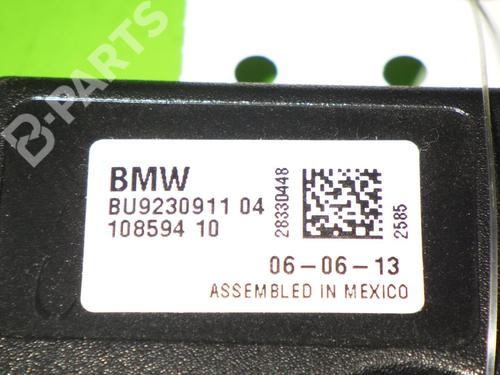 B-PARTS
BMW
BU9230911 04
108594 10
28330448
2585
06-06-13
ASSEMBLED IN MEXICO